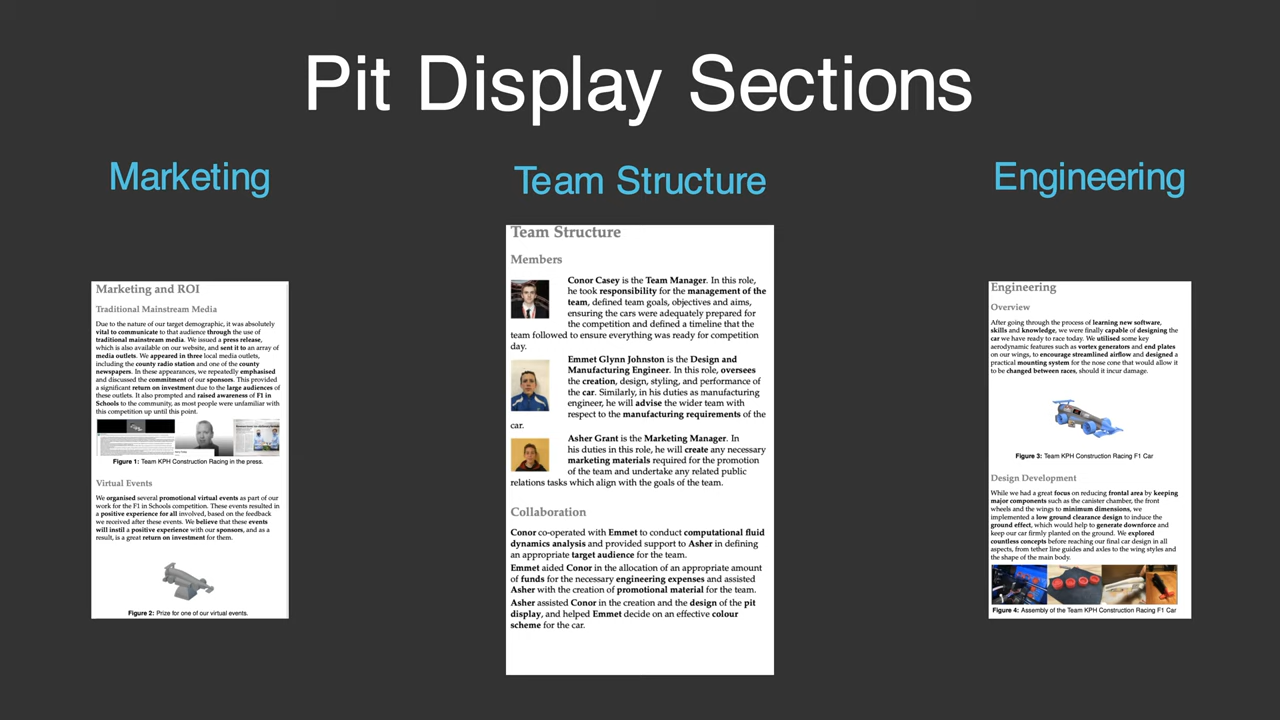 Pit Display Sections
Marketing
Marketing and ROI
Traditional Mainstream Media
Due to the nature of our target demographic, it was absolutely
vital to communicate to that audience through the use of
traditional mainstream media. We issued a press release,
which is also available on our website, and sent it to an array of
media outlets. We appeared in three local media outlets,
including the county radio station and one of the county
newspapers. In these appearances, we repeatedly emphasised
and discussed the commitment of our sponsors. This provided
a significant return on investment due to the large audiences of
these outlets. It also prompted and raised awareness of F1 in
Schools to the community, as most people were unfamiliar with
this competition up until this point.
Figure 1: Team KPH Construction Racing in the press.
Virtual Events
We organised several promotional virtual events as part of our
work for the F1 in Schools competition. These events resulted in
a positive experience for all involved, based on the feedback
we received after these events. We believe that these events
will instil a positive experience with our sponsors, and as a
result, is a great return on investment for them.
Figure 2: Prize for one of our virtual events.
Team Structure
Team Structure
Members
Conor Casey is the Team Manager. In this role,
he took responsibility for the management of the
team, defined team goals, objectives and aims,
ensuring the cars were adequately prepared for
the competition and defined a timeline that the
team followed to ensure everything was ready for competition
day.
Emmet Glynn Johnston is the Design and
Manufacturing Engineer. In this role, oversees
the creation, design, styling, and performance of
the car. Similarly, in his duties as manufacturing
engineer, he will advise the wider team with
respect to the manufacturing requirements of the
car.
Asher Grant is the Marketing Manager. In
his duties in this role, he will create any necessary
marketing materials required for the promotion
of the team and undertake any related public
relations tasks which align with the goals of the team.
Collaboration
Conor co-operated with Emmet to conduct computational fluid
dynamics analysis and provided support to Asher in defining
an appropriate target audience for the team.
Emmet aided Conor in the allocation of an appropriate amount
of funds for the necessary engineering expenses and assisted
Asher with the creation of promotional material for the team.
Asher assisted Conor in the creation and the design of the pit
display, and helped Emmet decide on an effective colour
scheme for the car.
Engineering
Engineering
Overview
After going through the process of learning new software,
skills and knowledge, we were finally capable of designing the
car we have ready to race today. We utilised some key
aerodynamic features such as vortex generators and end plates
on our wings, to encourage streamlined airflow and designed a
practical mounting system for the nose cone that would allow it
to be changed between races, should it incur damage.
Figure 3: Team KPH Construction Racing F1 Car
Design Development
While we had a great focus on reducing frontal area by keeping
major components such as the canister chamber, the front
wheels and the wings to minimum dimensions, we
implemented a low ground clearance design to induce the
ground effect, which would help to generate downforce and
keep our car firmly planted on the ground. We explored
countless concepts before reaching our final car design in all
aspects, from tether line guides and axles to the wing styles and
the shape of the main body.
Figure 4: Assembly of the Team KPH Construction Racing F1 Car